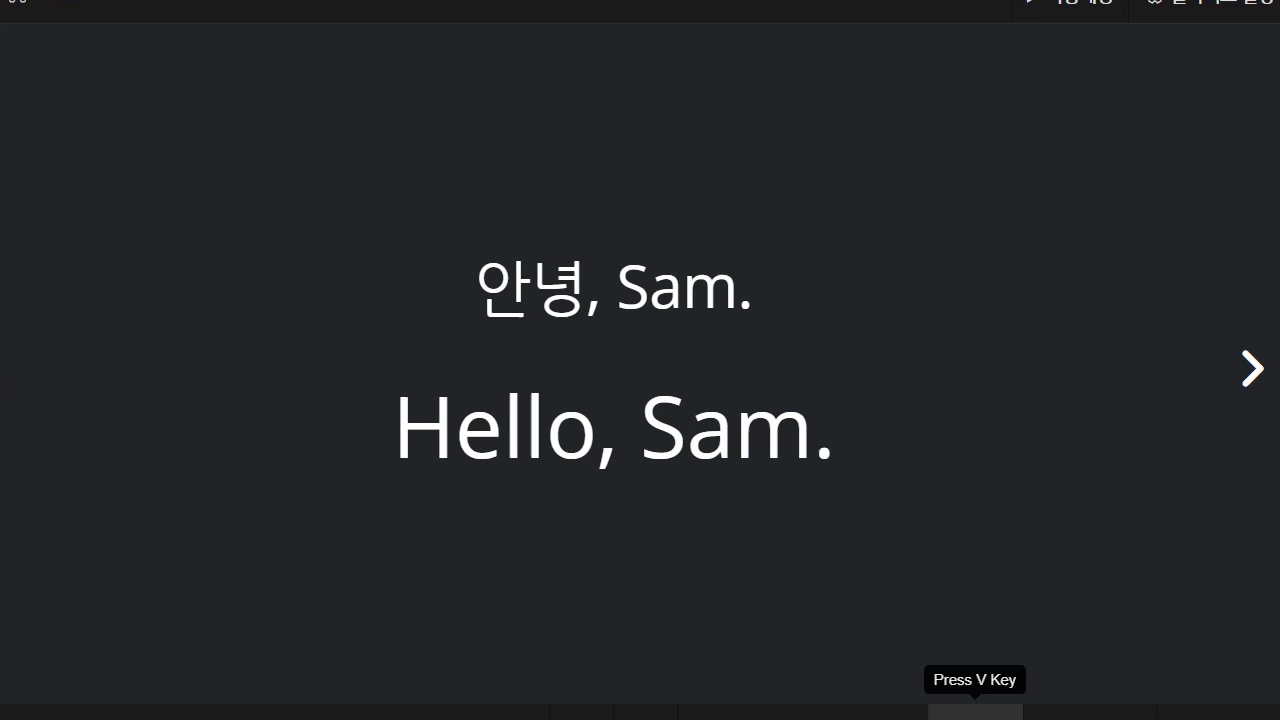 안녕, Sam.
Hello, Sam.
Press V Key